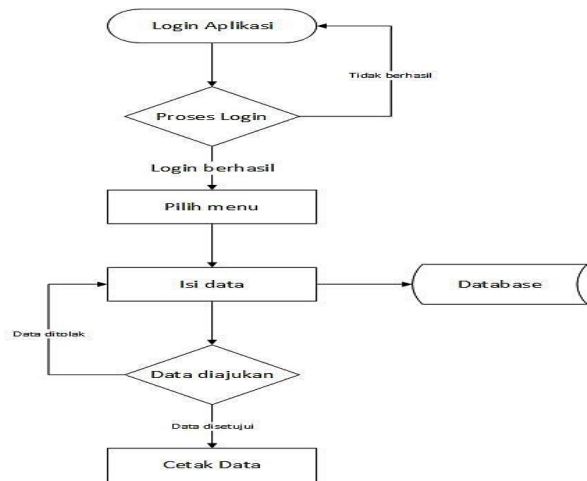 Login Aplikasi
Tidak berhasil
Proses Login
Login berhasil
Pilih menu
Isi data
Database
Data ditolak
Data diajukan
Data disetujui
Cetak Data